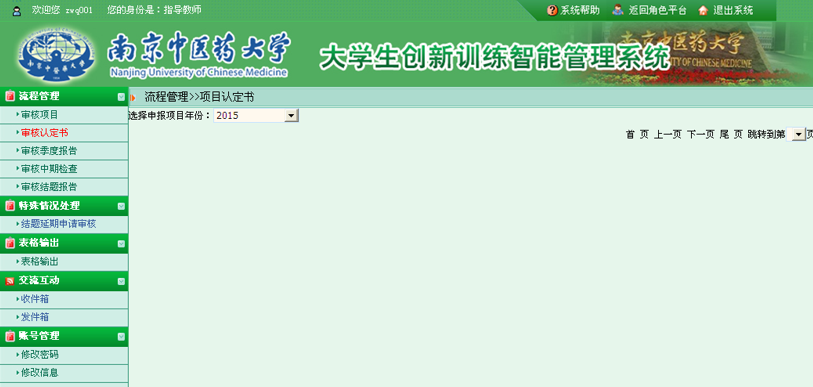 欢迎您 zwq001 您的身份是：指导教师
系统帮助 返回角色平台 退出系统
南京中医药大学
Nanjing University of Chinese Medicine
大学生创新训练智能管理系统
南京中医药大学
流程管理
审核项目
审核认定书
审核季度报告
审核中期检查
审核结题报告
特殊情况处理
结题延期申请审核
表格输出
表格输出
交流互动
收件箱
发件箱
账号管理
修改密码
修改信息
流程管理>>项目认定书
选择申报项目年份：2015
首 页 上一页 下一页 尾 页 跳转到第 页